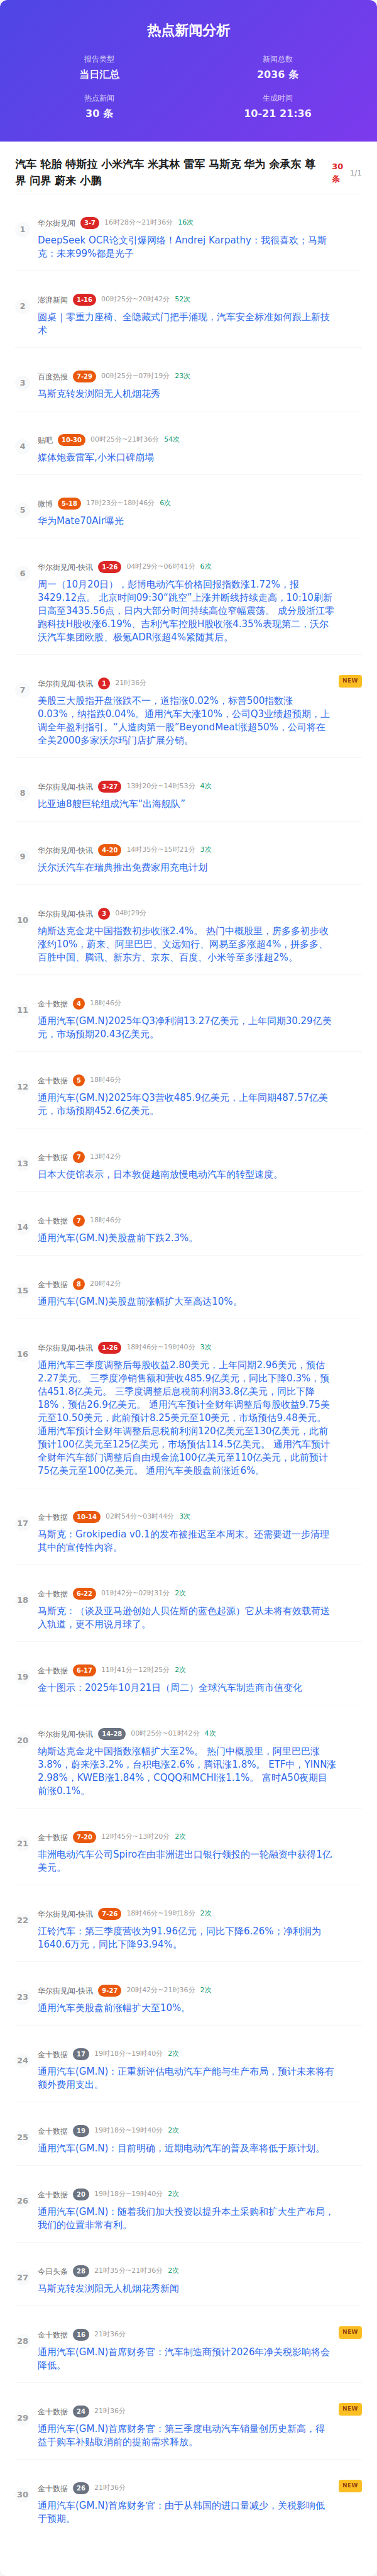 热点新闻分析
报告类型
当日汇总
新闻总数
2036 条
热点新闻
30 条
生成时间
10-21 21:36
汽车 轮胎 特斯拉 小米汽车 米其林 雷军 马斯克 华为 余承东 尊
界 问界 蔚来 小鹏
30
条
1/1
1
华尔街见闻 3-7 16时28分~21时36分 16次
DeepSeek OCR论文引爆网络！Andrej Karpathy：我很喜欢；马斯
克：未来99%都是光子
2
澎湃新闻 1-16 00时25分~20时42分 52次
圆桌｜零重力座椅、全隐藏式门把手涌现，汽车安全标准如何跟上新技
术
3
百度热搜 7-29 00时25分~07时19分 23次
马斯克转发浏阳无人机烟花秀
4
贴吧 10-30 00时25分~21时36分 54次
媒体炮轰雷军,小米口碑崩塌
5
微博 5-18 17时23分~18时46分 6次
华为Mate70Air曝光
6
华尔街见闻-快讯 1-26 04时29分~06时41分 6次
周一（10月20日），彭博电动汽车价格回报指数涨1.72%，报
3429.12点。 北京时间09:30“跳空”上涨并断线持续走高，10:10刷新
日高至3435.56点，日内大部分时间持续高位窄幅震荡。 成分股浙江零
跑科技H股收涨6.19%、吉利汽车控股H股收涨4.35%表现第二，沃尔
沃汽车集团欧股、极氪ADR涨超4%紧随其后。
7
华尔街见闻-快讯 1 21时36分
NEW
美股三大股指开盘涨跌不一，道指涨0.02%，标普500指数涨
0.03%，纳指跌0.04%。通用汽车大涨10%，公司Q3业绩超预期，上
调全年盈利指引。“人造肉第一股”BeyondMeat涨超50%，公司将在
全美2000多家沃尔玛门店扩展分销。
8
华尔街见闻-快讯 3-27 13时20分~14时53分 4次
比亚迪8艘巨轮组成汽车“出海舰队”
9
华尔街见闻-快讯 4-20 14时35分~15时21分 3次
沃尔沃汽车在瑞典推出免费家用充电计划
10
华尔街见闻-快讯 3 04时29分
纳斯达克金龙中国指数初步收涨2.4%。 热门中概股里，房多多初步收
涨约10%，蔚来、阿里巴巴、文远知行、网易至多涨超4%，拼多多、
百胜中国、腾讯、新东方、京东、百度、小米等至多涨超2%。
11
金十数据 4 18时46分
通用汽车(GM.N)2025年Q3净利润13.27亿美元，上年同期30.29亿美
元，市场预期20.43亿美元。
12
金十数据 5 18时46分
通用汽车(GM.N)2025年Q3营收485.9亿美元，上年同期487.57亿美
元，市场预期452.6亿美元。
13
金十数据 7 13时42分
日本大使馆表示，日本敦促越南放慢电动汽车的转型速度。
14
金十数据 7 18时46分
通用汽车(GM.N)美股盘前下跌2.3%。
15
金十数据 8 20时42分
通用汽车(GM.N)美股盘前涨幅扩大至高达10%。
16
华尔街见闻-快讯 1-26 18时46分~19时40分 3次
通用汽车三季度调整后每股收益2.80美元，上年同期2.96美元，预估
2.27美元。 三季度净销售额和营收485.9亿美元，同比下降0.3%，预
估451.8亿美元。 三季度调整后息税前利润33.8亿美元，同比下降
18%，预估26.9亿美元。 通用汽车预计全财年调整后每股收益9.75美
元至10.50美元，此前预计8.25美元至10美元，市场预估9.48美元。
通用汽车预计全财年调整后息税前利润120亿美元至130亿美元，此前
预计100亿美元至125亿美元，市场预估114.5亿美元。 通用汽车预计
全财年汽车部门调整后自由现金流100亿美元至110亿美元，此前预计
75亿美元至100亿美元。 通用汽车美股盘前涨近6%。
17
金十数据 10-14 02时54分~03时44分 3次
马斯克：Grokipedia v0.1的发布被推迟至本周末。还需要进一步清理
其中的宣传性内容。
18
金十数据 6-22 01时42分~02时31分 2次
马斯克：（谈及亚马逊创始人贝佐斯的蓝色起源）它从未将有效载荷送
入轨道，更不用说月球了。
19
金十数据 6-17 11时41分~12时25分 2次
金十图示：2025年10月21日（周二）全球汽车制造商市值变化
20
华尔街见闻-快讯 14-28 00时25分~01时42分 4次
纳斯达克金龙中国指数涨幅扩大至2%。 热门中概股里，阿里巴巴涨
3.8%，蔚来涨3.2%，台积电涨2.6%，腾讯涨1.8%。 ETF中，YINN涨
2.98%，KWEB涨1.84%，CQQQ和MCHI涨1.1%。 富时A50夜期目
前涨0.1%。
21
金十数据 7-20 12时45分~13时20分 2次
非洲电动汽车公司Spiro在由非洲进出口银行领投的一轮融资中获得1亿
美元。
22
华尔街见闻-快讯 7-26 18时46分~19时18分 2次
江铃汽车：第三季度营收为91.96亿元，同比下降6.26%；净利润为
1640.6万元，同比下降93.94%。
23
华尔街见闻-快讯 9-27 20时42分~21时36分 2次
通用汽车美股盘前涨幅扩大至10%。
24
金十数据 17 19时18分~19时40分 2次
通用汽车(GM.N)：正重新评估电动汽车产能与生产布局，预计未来将有
额外费用支出。
25
金十数据 19 19时18分~19时40分 2次
通用汽车(GM.N)：目前明确，近期电动汽车的普及率将低于原计划。
26
金十数据 20 19时18分~19时40分 2次
通用汽车(GM.N)：随着我们加大投资以提升本土采购和扩大生产布局，
我们的位置非常有利。
27
今日头条 28 21时35分~21时36分 2次
马斯克转发浏阳无人机烟花秀新闻
28
金十数据 16 21时36分
NEW
通用汽车(GM.N)首席财务官：汽车制造商预计2026年净关税影响将会
降低。
29
金十数据 24 21时36分
NEW
通用汽车(GM.N)首席财务官：第三季度电动汽车销量创历史新高，得
益于购车补贴取消前的提前需求释放。
30
金十数据 26 21时36分
NEW
通用汽车(GM.N)首席财务官：由于从韩国的进口量减少，关税影响低
于预期。